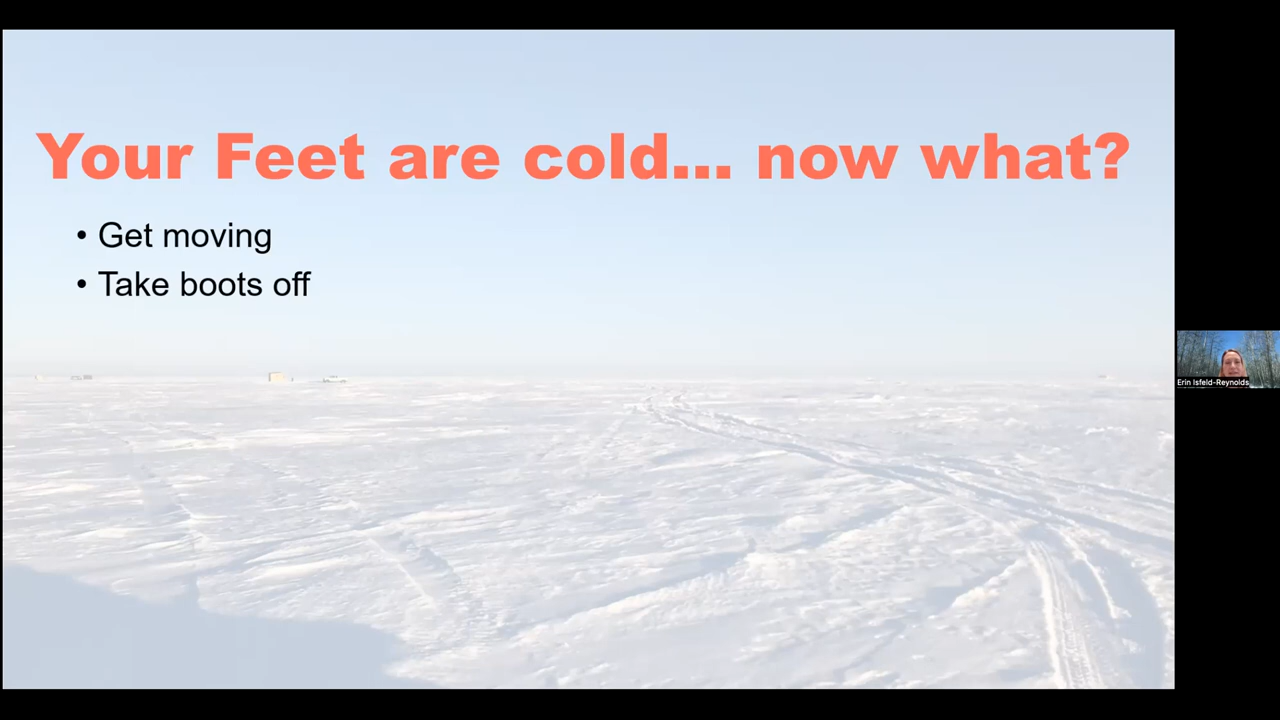 Your Feet are cold... now what?
• Get moving
• Take boots off
Erin Isfeld-Reynolds